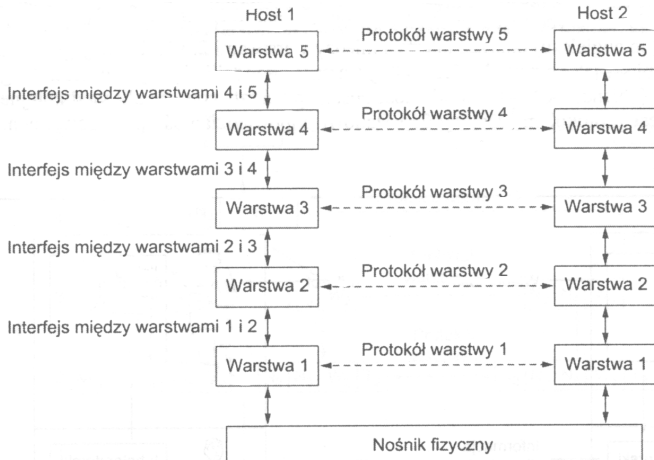 Host 1
Host 2
Warstwa 5
Protokół warstwy 5
Warstwa 5
Interfejs między warstwami 4 i 5
Warstwa 4
Protokół warstwy 4
Warstwa 4
Interfejs między warstwami 3 i 4
Warstwa 3
Protokół warstwy 3
Warstwa 3
Interfejs między warstwami 2 i 3
Warstwa 2
Protokół warstwy 2
Warstwa 2
Interfejs między warstwami 1 i 2
Warstwa 1
Protokół warstwy 1
Warstwa 1
Nośnik fizyczny